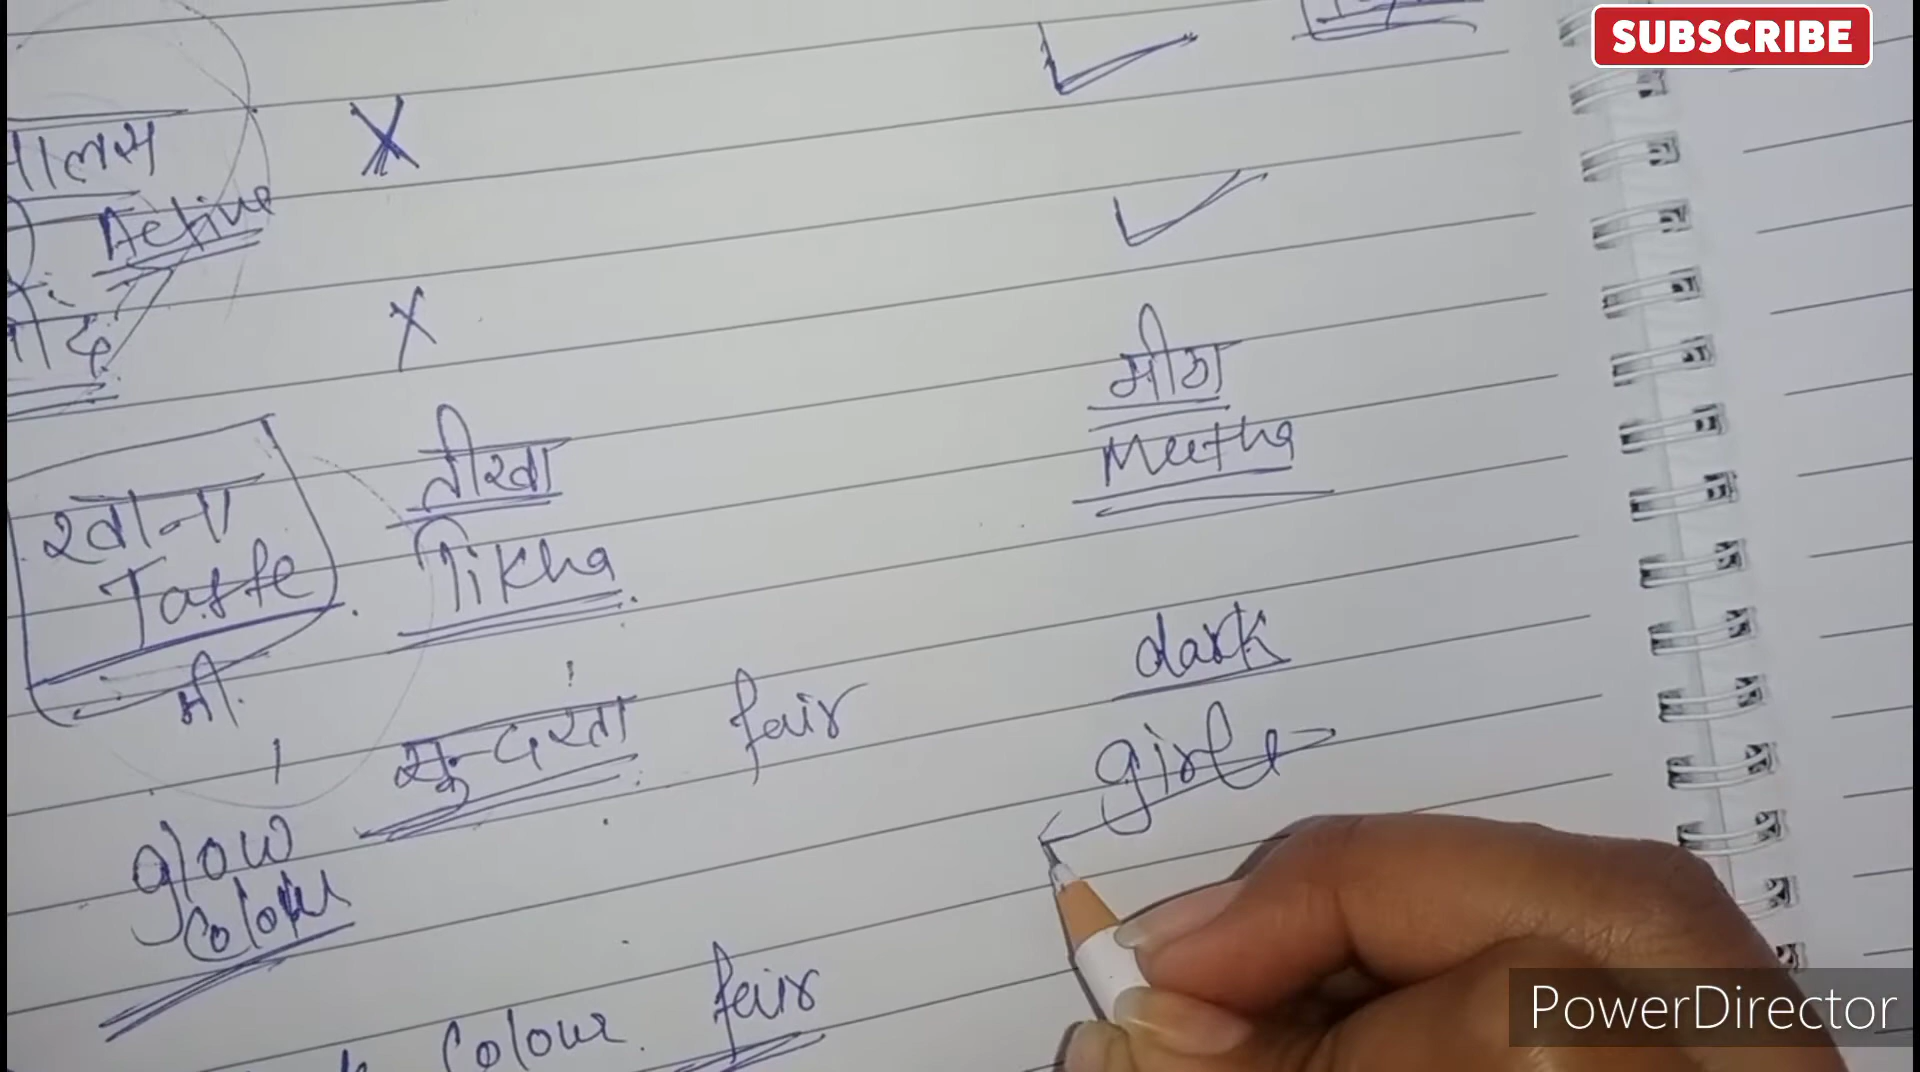 SUBSCRIBE
Active
मीठा
Meetha
तीखा
Tikha
खाना
Taste
dark
मी.
सुन्दरता fair
girl
glow
colour
Colour fair
PowerDirector